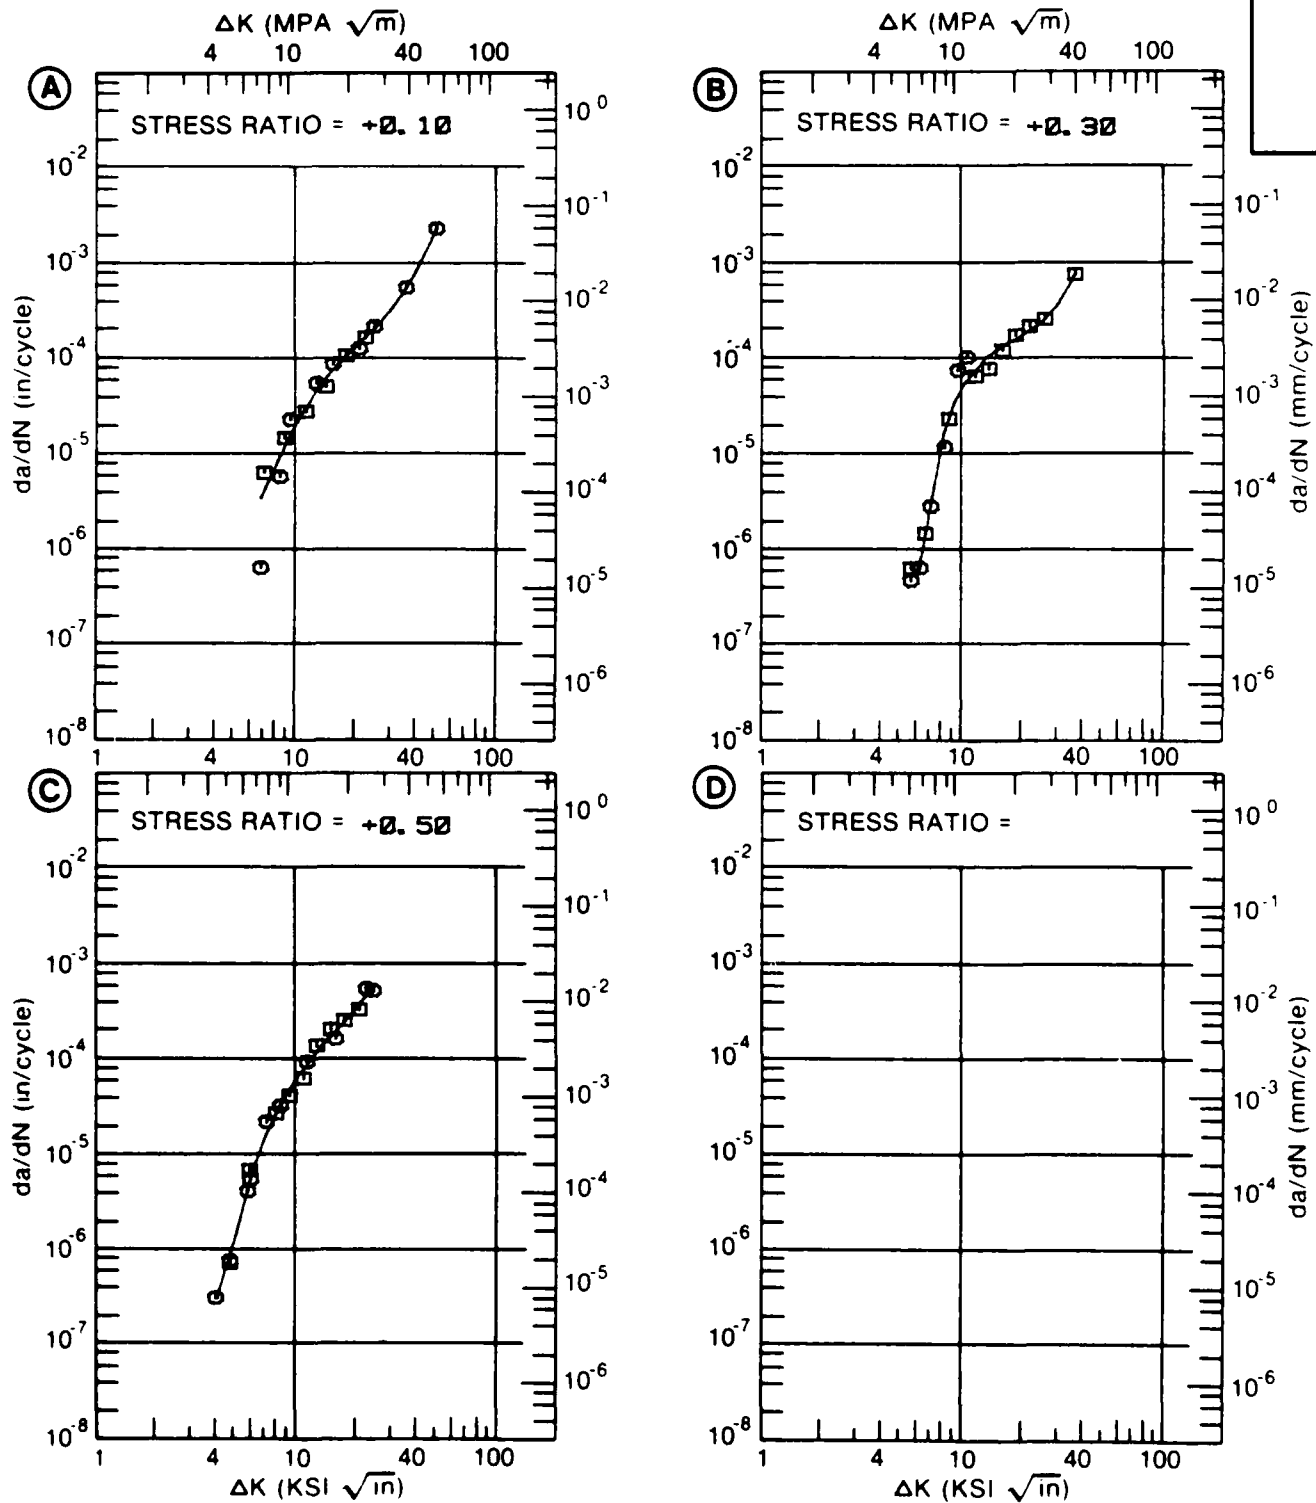 ΔK (MPA √m) ΔK (MPA √m)
4 10 40 100 4 10 40 100
A B
STRESS RATIO = +0.10 STRESS RATIO = +0.30
10^0
10^-2 10^-2
10^-1 10^-1
10^-3 10^-3
10^-2 10^-2
10^-4 10^-4
10^-3 10^-3
10^-5 10^-5
10^-4 10^-4
10^-6 10^-6
10^-5 10^-5
10^-7 10^-7
10^-6 10^-6
10^-8 10^-8
da/dN (in/cycle) da/dN (mm/cycle)
1 4 10 40 100 1 4 10 40 100
C D
STRESS RATIO = +0.50 STRESS RATIO =
10^0 10^0
10^-2 10^-2
10^-1 10^-1
10^-3 10^-3
10^-2 10^-2
10^-4 10^-4
10^-3 10^-3
10^-5 10^-5
10^-4 10^-4
10^-6 10^-6
10^-5 10^-5
10^-7 10^-7
10^-6 10^-6
10^-8 10^-8
da/dN (in/cycle) da/dN (mm/cycle)
1 4 10 40 100 1 4 10 40 100
ΔK (KSI √in) ΔK (KSI √in)